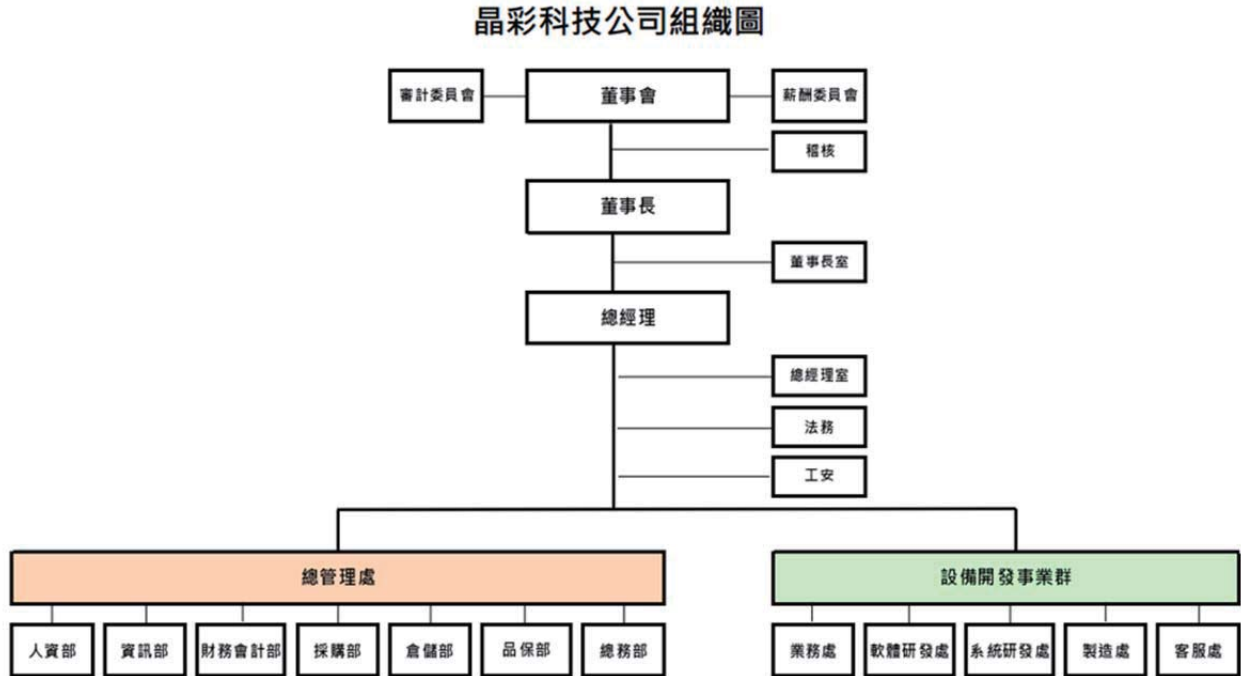 晶彩科技公司組織圖
審計委員會
董事會
薪酬委員會
稽核
董事長
董事長室
總經理
總經理室
法務
工安
總管理處
設備開發事業群
人資部
資訊部
財務會計部
採購部
倉儲部
品保部
總務部
業務處
軟體研發處
系統研發處
製造處
客服處